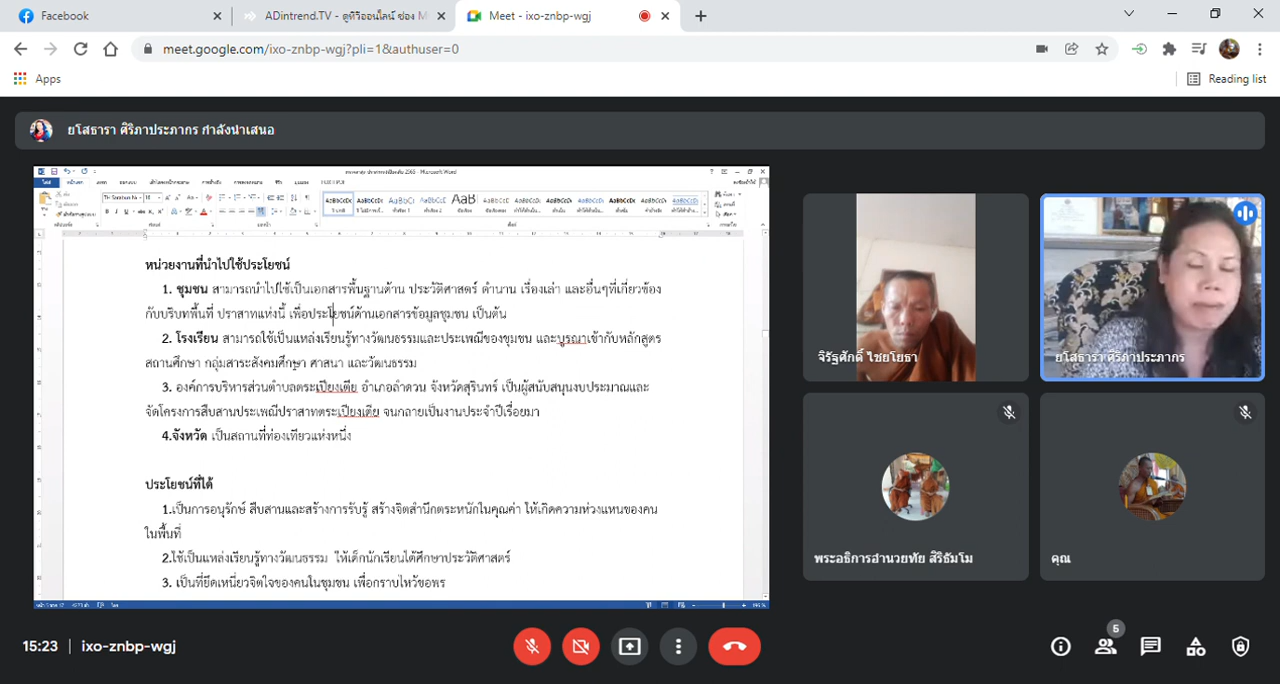 Facebook
ADintrend.TV - ดูทีวีออนไลน์ ช่อง M
Meet - ixo-znbp-wgj
meet.google.com/ixo-znbp-wgj?pli=1&authuser=0
Apps
Reading list
ยโสธารา ศิริภาประภากร กำลังนำเสนอ
หน่วยงานที่นำไปใช้ประโยชน์
1. ชุมชน สามารถนำไปใช้เป็นเอกสารพื้นฐานด้าน ประวัติศาสตร์ ตำนาน เรื่องเล่า และอื่นๆที่เกี่ยวข้อง
กับบริบทพื้นที่ ปราสาทแห่งนี้ เพื่อประโยชน์ด้านเอกสารข้อมูลชุมชน เป็นต้น
2. โรงเรียน สามารถใช้เป็นแหล่งเรียนรู้ทางวัฒนธรรมและประเพณีของชุมชน และบูรณาเข้ากับหลักสูตร
สถานศึกษา กลุ่มสาระสังคมศึกษา ศาสนา และวัฒนธรรม
3. องค์การบริหารส่วนตำบลตระเปียงเตีย อำเภอลำดวน จังหวัดสุรินทร์ เป็นผู้สนับสนุนงบประมาณและ
จัดโครงการสืบสานประเพณีปราสาทตระเปียงเตีย จนกลายเป็นงานประจำปีเรื่อยมา
4.จังหวัด เป็นสถานที่ท่องเที่ยวแห่งหนึ่ง
ประโยชน์ที่ได้
1.เป็นการอนุรักษ์ สืบสานและสร้างการรับรู้ สร้างจิตสำนึกตระหนักในคุณค่า ให้เกิดความห่วงแหนของคน
ในพื้นที่
2.ใช้เป็นแหล่งเรียนรู้ทางวัฒนธรรม ให้เด็กนักเรียนได้ศึกษาประวัติศาสตร์
3. เป็นที่ยึดเหนี่ยวจิตใจของคนในชุมชน เพื่อกราบไหว้ขอพร
จิรัฐศักดิ์ ไชยโยธา
ยโสธารา ศิริภาประภากร
พระอธิการอำนวยทัย สิริธัมโม
คุณ
15:23 | ixo-znbp-wgj
5